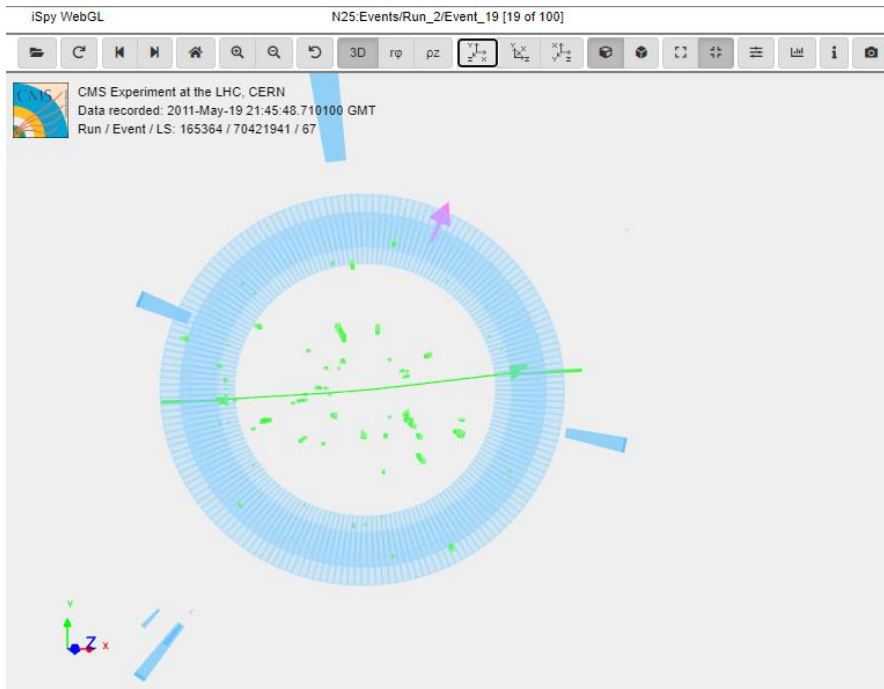 iSpy WebGL
N25:Events/Run_2/Event_19 [19 of 100]
3D rφ ρz
CMS
CMS Experiment at the LHC, CERN
Data recorded: 2011-May-19 21:45:48.710100 GMT
Run / Event / LS: 165364 / 70421941 / 67
Y
Z X